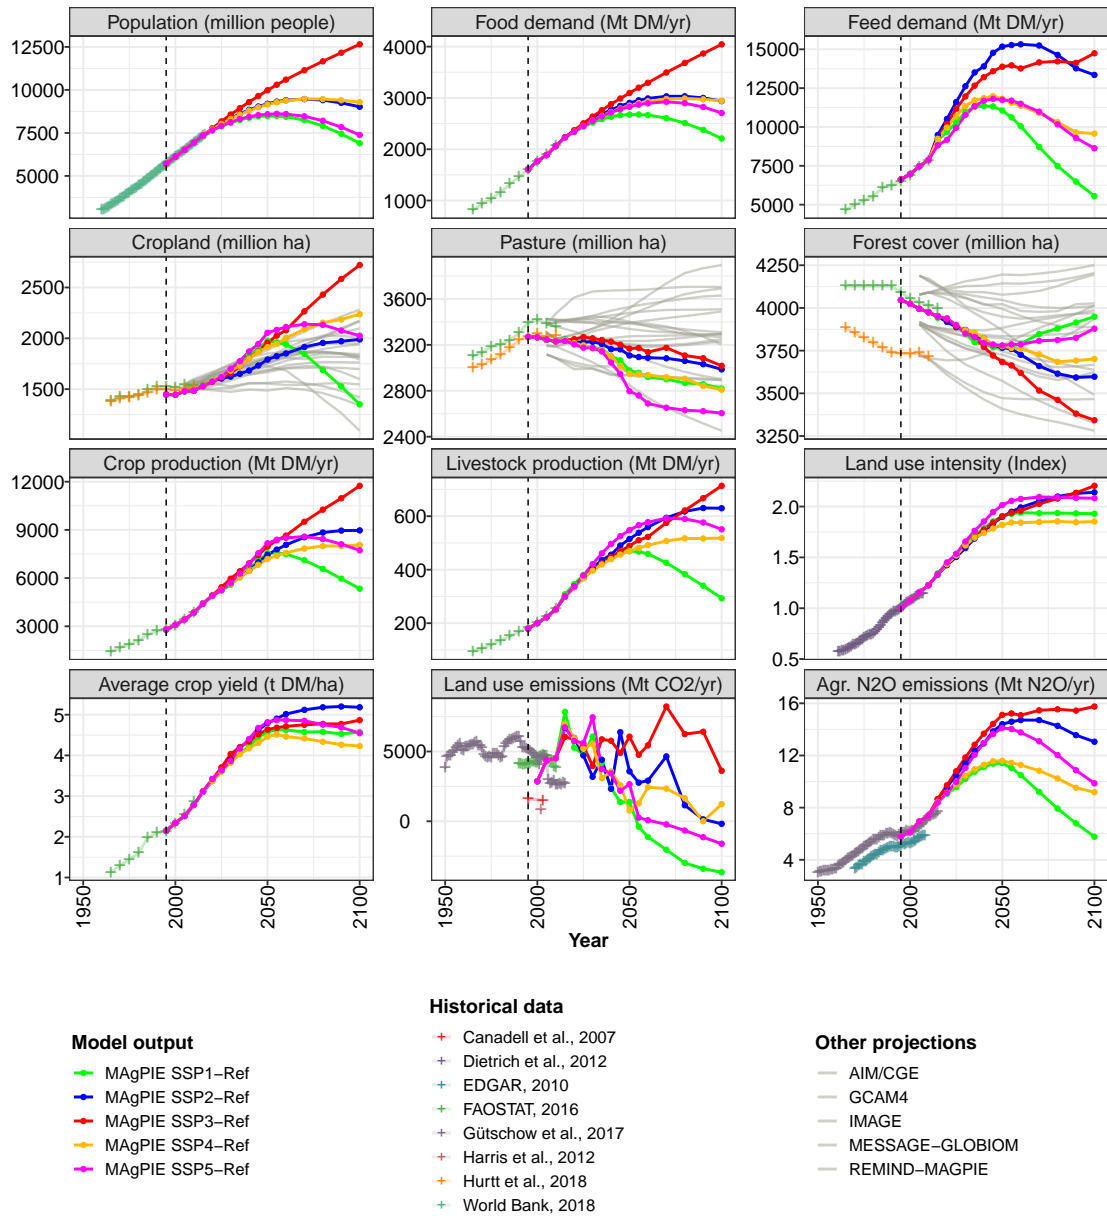 Population (million people)
Food demand (Mt DM/yr)
Feed demand (Mt DM/yr)
12500
10000
7500
5000
4000
3000
2000
1000
15000
12500
10000
7500
5000
Cropland (million ha)
Pasture (million ha)
Forest cover (million ha)
2500
2000
1500
3600
3200
2800
2400
4250
4000
3750
3500
3250
Crop production (Mt DM/yr)
Livestock production (Mt DM/yr)
Land use intensity (Index)
12000
9000
6000
3000
600
400
200
2.0
1.5
1.0
0.5
Average crop yield (t DM/ha)
Land use emissions (Mt CO2/yr)
Agr. N2O emissions (Mt N2O/yr)
5
4
3
2
1
5000
0
16
12
8
4
1950
2000
2050
2100
1950
2000
2050
2100
1950
2000
2050
2100
Year
Model output
MAgPIE SSP1−Ref
MAgPIE SSP2−Ref
MAgPIE SSP3−Ref
MAgPIE SSP4−Ref
MAgPIE SSP5−Ref
Historical data
Canadell et al., 2007
Dietrich et al., 2012
EDGAR, 2010
FAOSTAT, 2016
Gütschow et al., 2017
Harris et al., 2012
Hurtt et al., 2018
World Bank, 2018
Other projections
AIM/CGE
GCAM4
IMAGE
MESSAGE−GLOBIOM
REMIND−MAGPIE